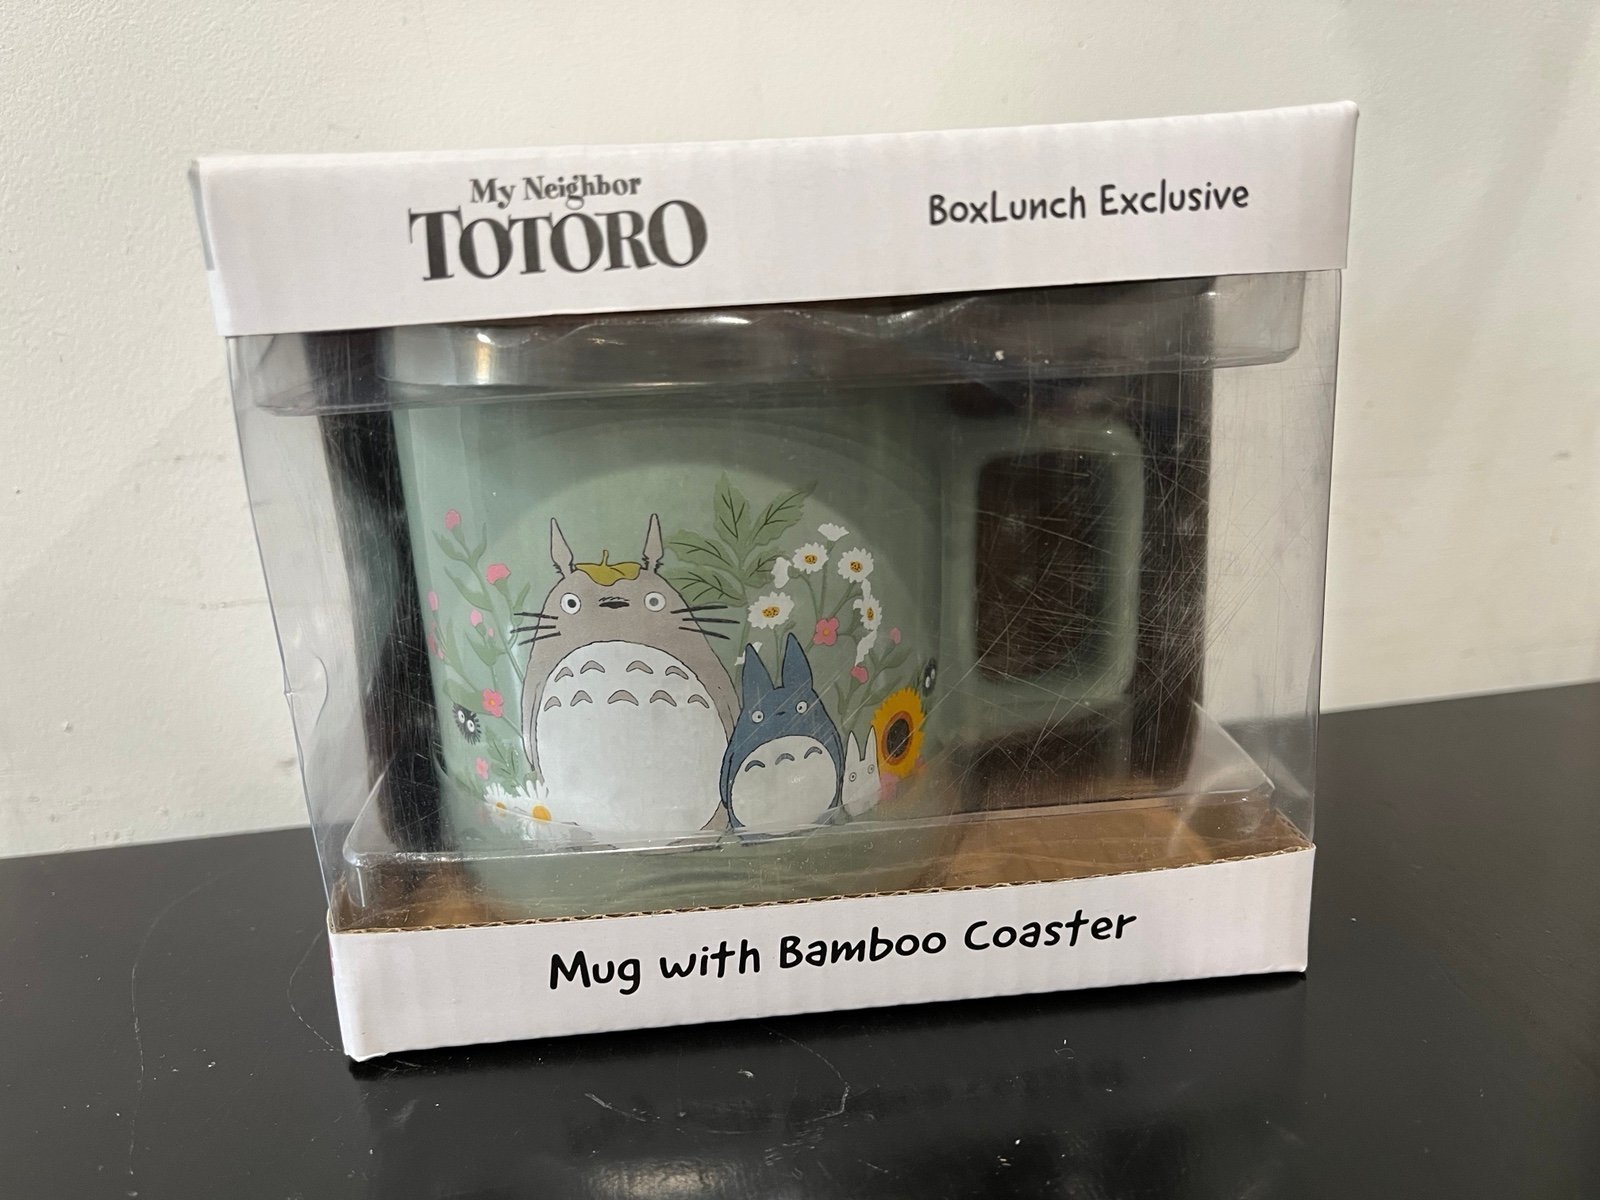 My Neighbor
TOTORO
BoxLunch Exclusive
Mug with Bamboo Coaster